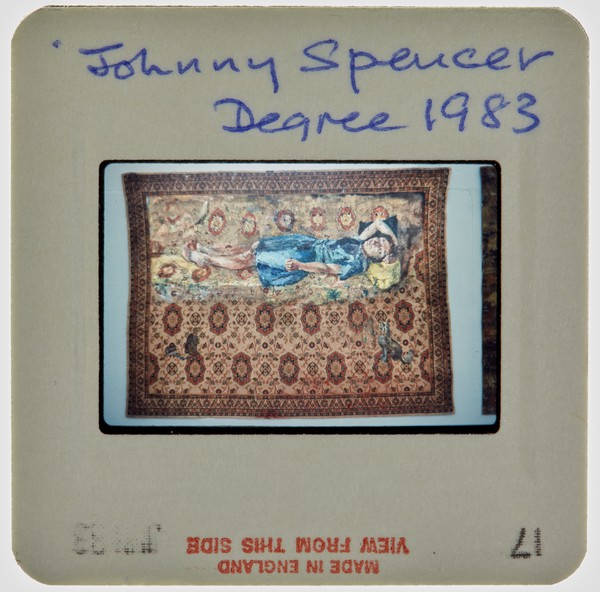 Johnny Spencer
Degree 1983
17
VIEW FROM THIS SIDE
MADE IN ENGLAND